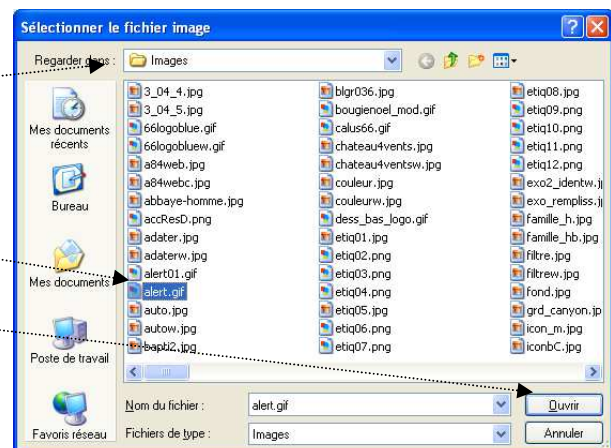 Sélectionner le fichier image
Regarder dans :
Images
Mes documents récents
Bureau
Mes documents
Poste de travail
Favoris réseau
3_04_4.jpg
3_04_5.jpg
66logoblue.gif
66logobluew.gif
a84web.jpg
a84webc.jpg
abbaye-homme.jpg
accResD.png
adater.jpg
adaterw.jpg
alert01.gif
alert.gif
auto.jpg
autow.jpg
bapti2.jpg
blgr036.jpg
bougienoel_mod.gif
calus66.gif
chateau4vents.jpg
chateau4ventsw.jpg
couleur.jpg
couleurw.jpg
dess_bas_logo.gif
etiq01.jpg
etiq02.png
etiq03.png
etiq04.png
etiq05.jpg
etiq06.png
etiq07.png
etiq08.jpg
etiq09.png
etiq10.png
etiq11.png
etiq12.png
exo2_identw.j
exo_rempliss.j
famille_h.jpg
famille_hb.jpg
filtre.jpg
filtrew.jpg
fond.jpg
grd_canyon.jp
icon_m.jpg
iconbC.jpg
Nom du fichier :
alert.gif
Ouvrir
Fichiers de type :
Images
Annuler